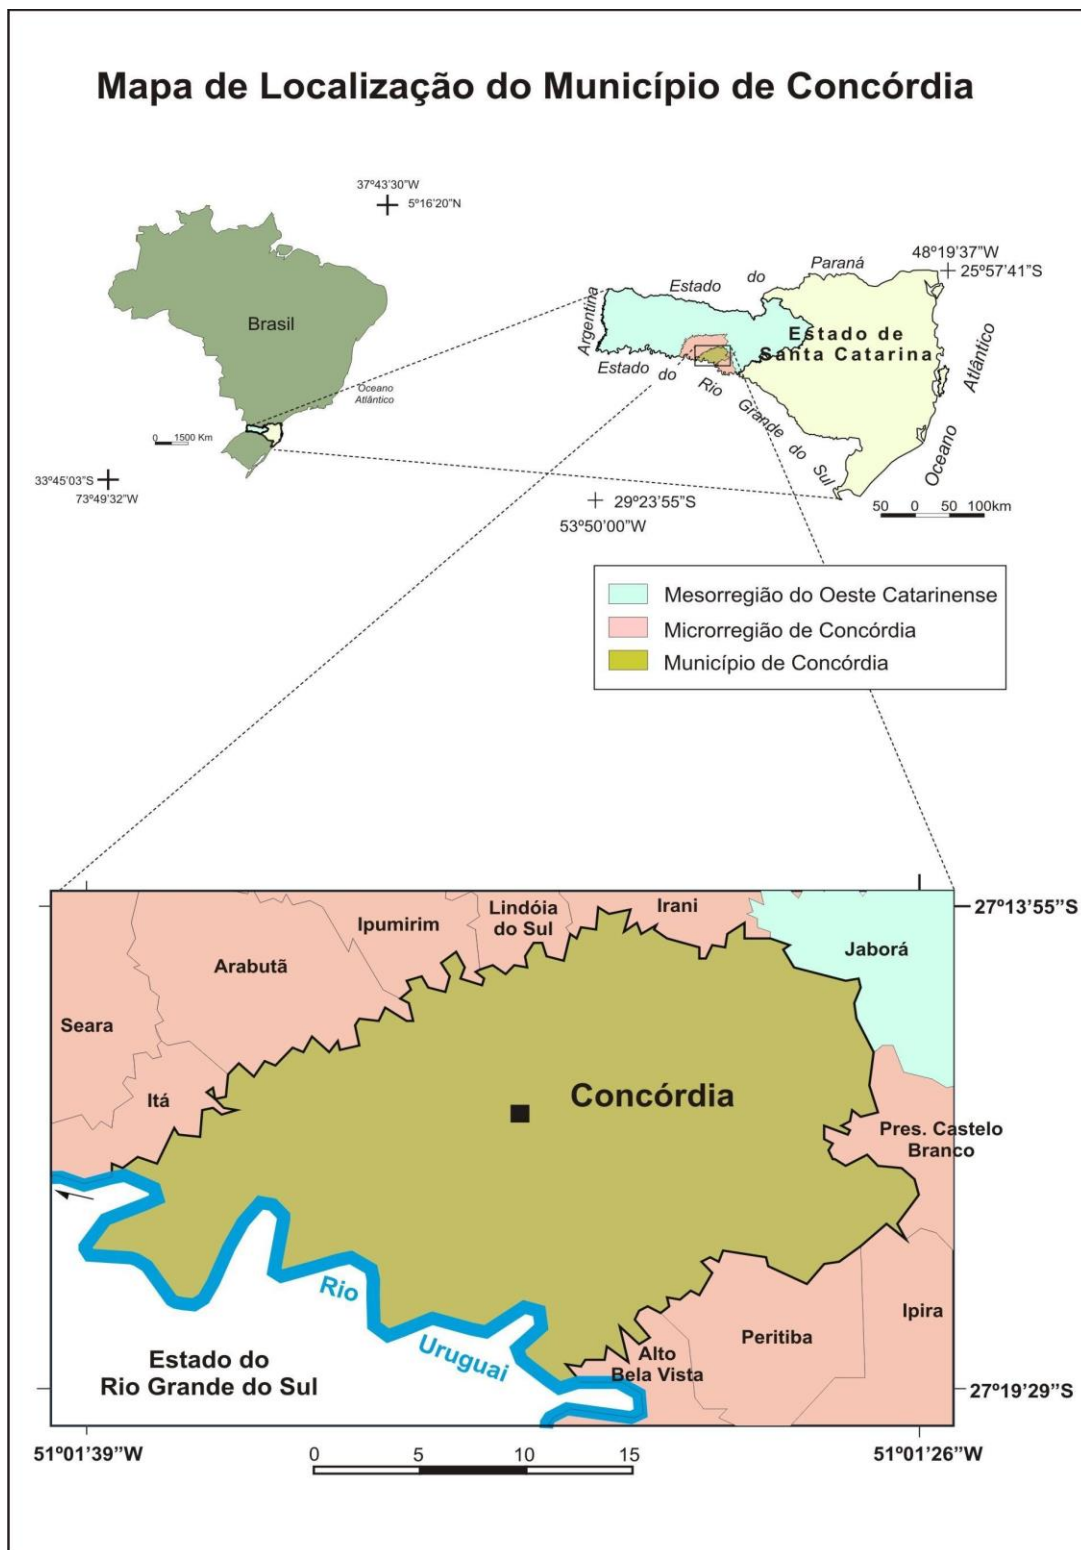 Mapa de Localização do Município de Concórdia
37º43'30"W
5º16'20"N
Brasil
Oceano
Atlântico
0 1500 Km
33º45'03"S
73º49'32"W
48º19'37"W
25º57'41"S
Estado do Paraná
Argentina
Estado de
Santa Catarina
Estado do Rio Grande do Sul
Oceano Atlântico
29º23'55"S
53º50'00"W
50 0 50 100km
Mesorregião do Oeste Catarinense
Microrregião de Concórdia
Município de Concórdia
27º13'55"S
Lindóia
do Sul
Irani
Ipumirim
Jaborá
Arabutã
Seara
Itá
Concórdia
Pres. Castelo
Branco
Rio
Uruguai
Ipira
Peritiba
Alto
Bela Vista
Estado do
Rio Grande do Sul
27º19'29"S
51º01'39"W
51º01'26"W
0 5 10 15